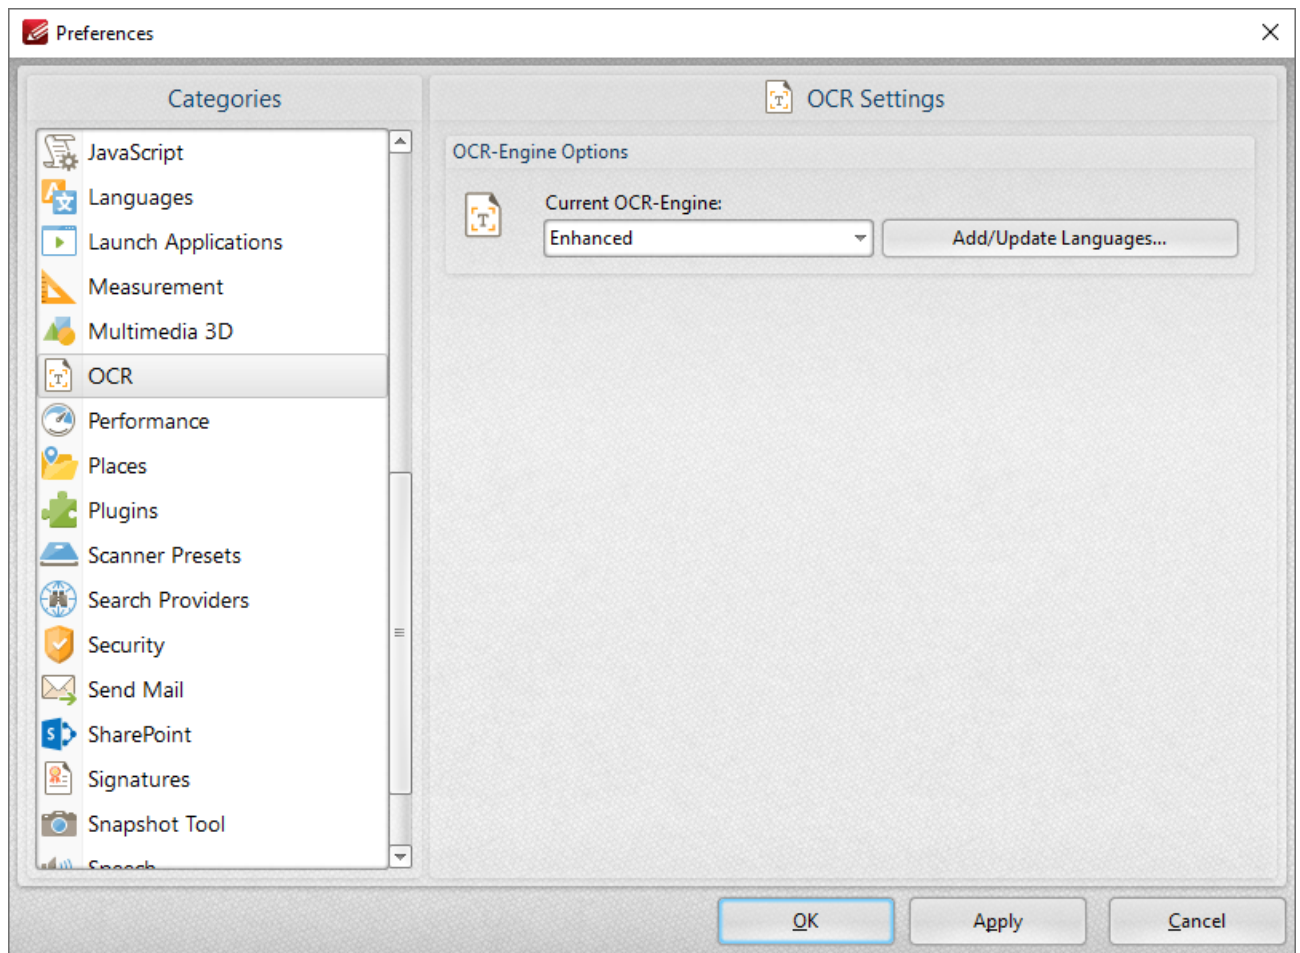 Preferences
Categories
JavaScript
Languages
Launch Applications
Measurement
Multimedia 3D
OCR
Performance
Places
Plugins
Scanner Presets
Search Providers
Security
Send Mail
SharePoint
Signatures
Snapshot Tool
Speech
OCR Settings
OCR-Engine Options
Current OCR-Engine:
Enhanced
Add/Update Languages...
OK
Apply
Cancel